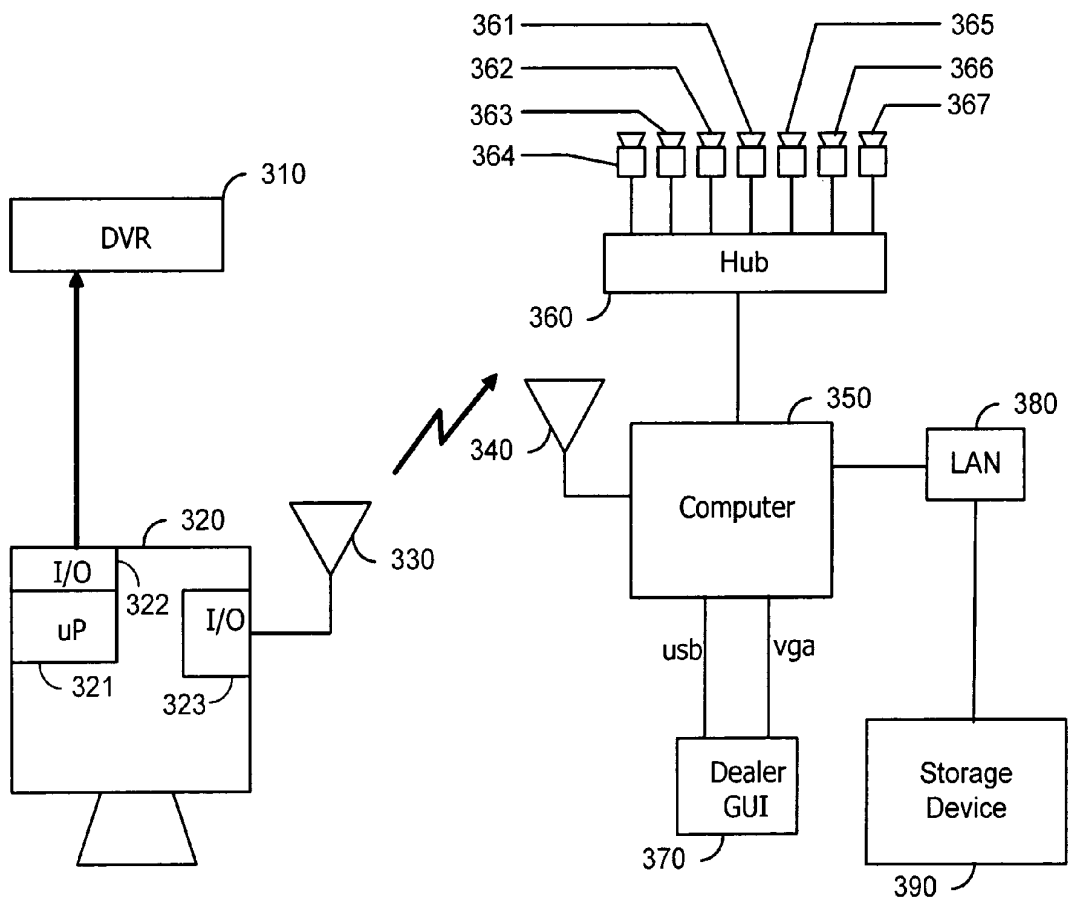 361
365
362
366
363
367
364
310
DVR
Hub
360
350
380
340
LAN
Computer
320
330
I/O
322
I/O
uP
usb
vga
321
323
Dealer
GUI
Storage
Device
370
390